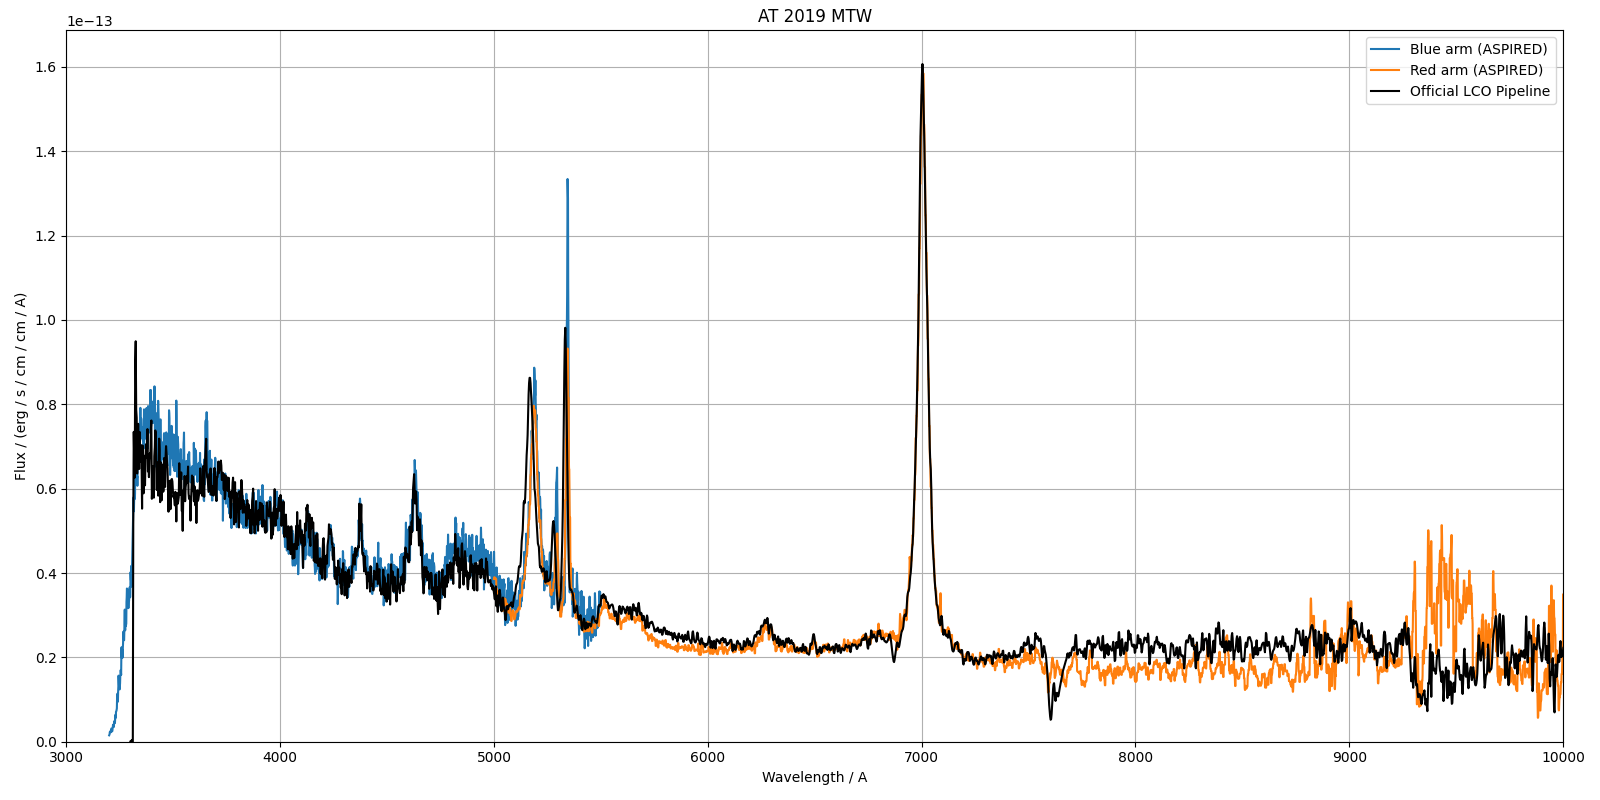 AT 2019 MTW
1e−13
Blue arm (ASPIRED)
Red arm (ASPIRED)
Official LCO Pipeline
Flux / (erg / s / cm / cm / A)
1.6
1.4
1.2
1.0
0.8
0.6
0.4
0.2
0.0
3000 4000 5000 6000 7000 8000 9000 10000
Wavelength / A